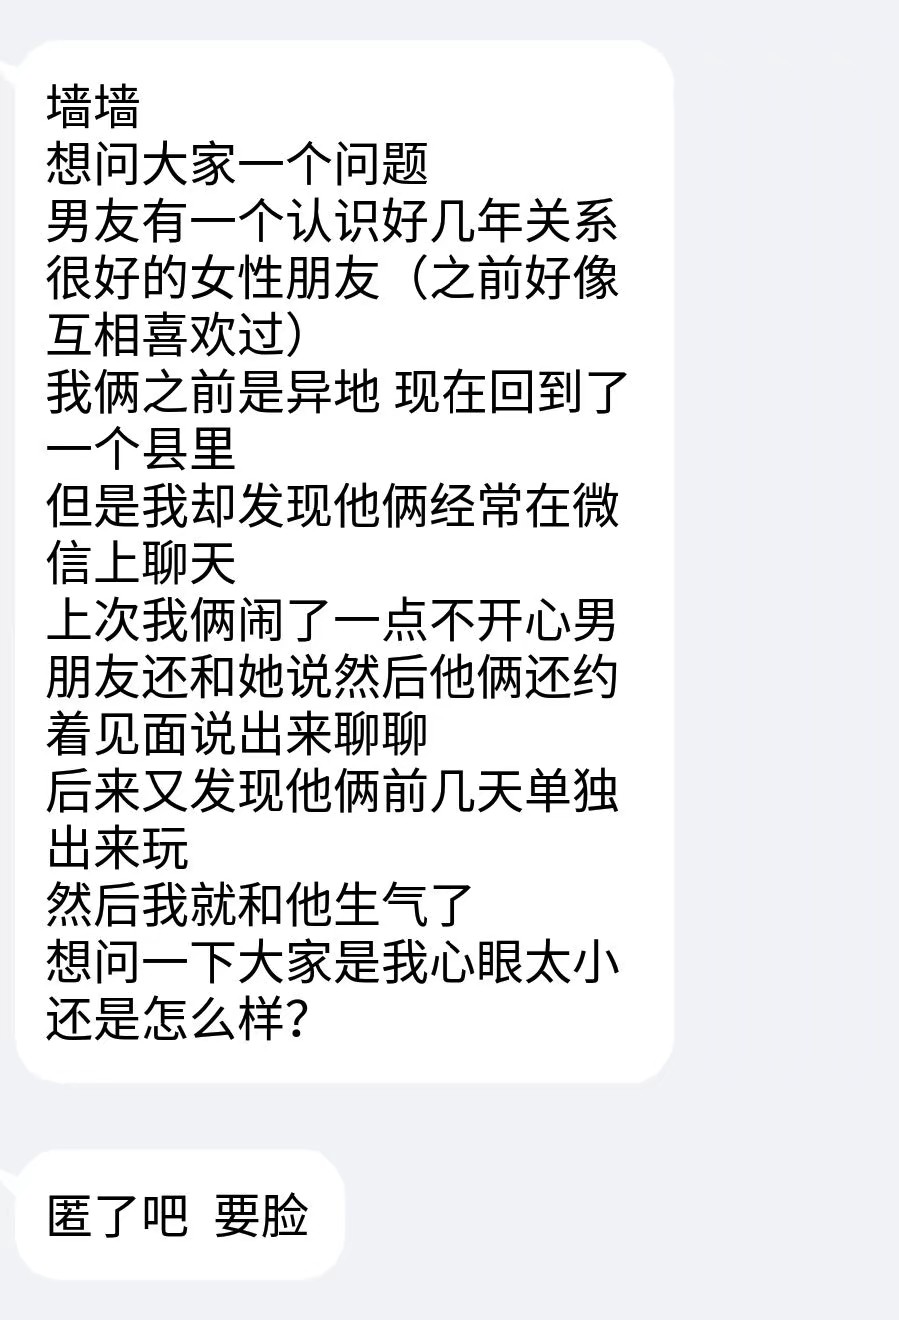 墙墙
想问大家一个问题
男友有一个认识好几年关系
很好的女性朋友（之前好像
互相喜欢过）
我俩之前是异地 现在回到了
一个县里
但是我却发现他俩经常在微
信上聊天
上次我俩闹了一点不开心男
朋友还和她说然后他俩还约
着见面说出来聊聊
后来又发现他俩前几天单独
出来玩
然后我就和他生气了
想问一下大家是我心眼太小
还是怎么样？
匿了吧 要脸